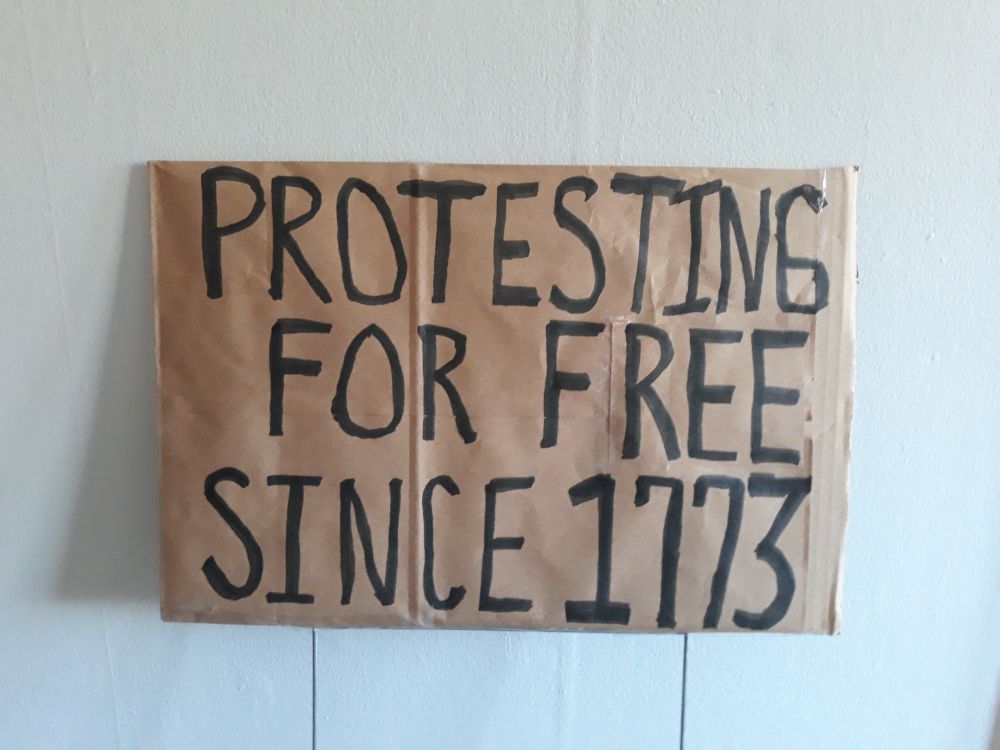 PROTESTING
FOR FREE
SINCE 1773